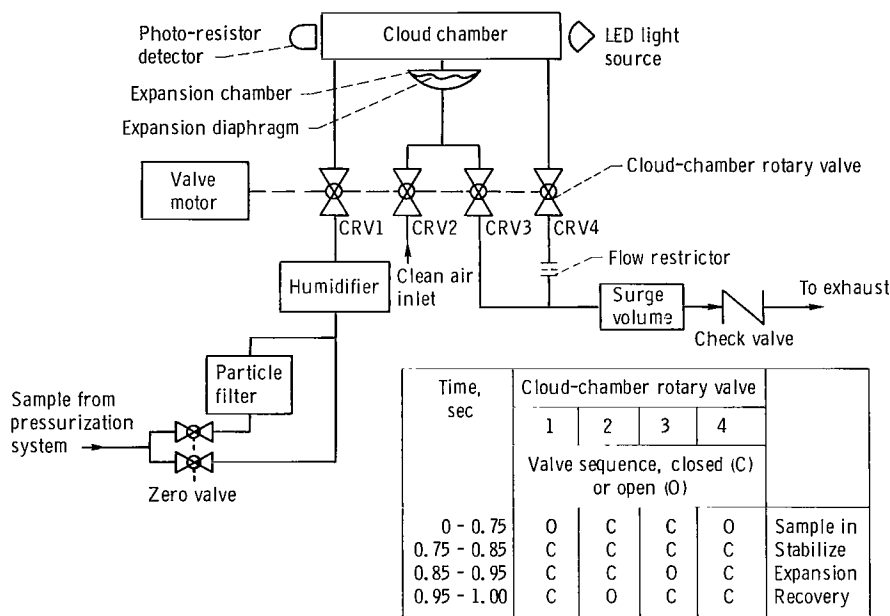 Photo-resistor
detector
Cloud chamber
LED light
source
Expansion chamber
Expansion diaphragm
Valve
motor
Cloud-chamber rotary valve
CRV1
CRV2
CRV3
CRV4
Humidifier
Clean air
inlet
Flow restrictor
Surge
volume
To exhaust
Check valve
Particle
filter
Sample from
pressurization
system
Zero valve
Time,
sec
Cloud-chamber rotary valve
1 2 3 4
Valve sequence, closed (C)
or open (O)
0 - 0.75 O C C O Sample in
0.75 - 0.85 C C C C Stabilize
0.85 - 0.95 C C O C Expansion
0.95 - 1.00 C O C C Recovery